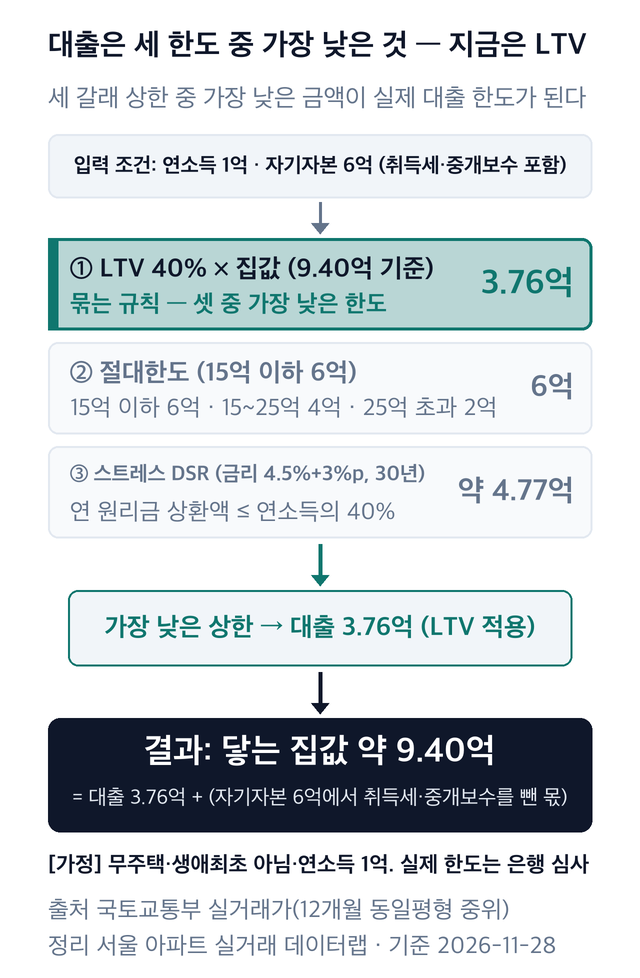 대출은 세 한도 중 가장 낮은 것 — 지금은 LTV
세 갈래 상한 중 가장 낮은 금액이 실제 대출 한도가 된다
입력 조건: 연소득 1억 · 자기자본 6억 (취득세·중개보수 포함)
① LTV 40% × 집값 (9.40억 기준)
3.76억
묶는 규칙 — 셋 중 가장 낮은 한도
② 절대한도 (15억 이하 6억)
6억
15억 이하 6억 · 15~25억 4억 · 25억 초과 2억
③ 스트레스 DSR (금리 4.5%+3%p, 30년)
약 4.77억
연 원리금 상환액 ≤ 연소득의 40%
가장 낮은 상한 → 대출 3.76억 (LTV 적용)
결과: 닿는 집값 약 9.40억
= 대출 3.76억 + (자기자본 6억에서 취득세·중개보수를 뺀 몫)
[가정] 무주택·생애최초 아님·연소득 1억. 실제 한도는 은행 심사
출처 국토교통부 실거래가(12개월 동일평형 중위)
정리 서울 아파트 실거래 데이터랩 · 기준 2026-11-28